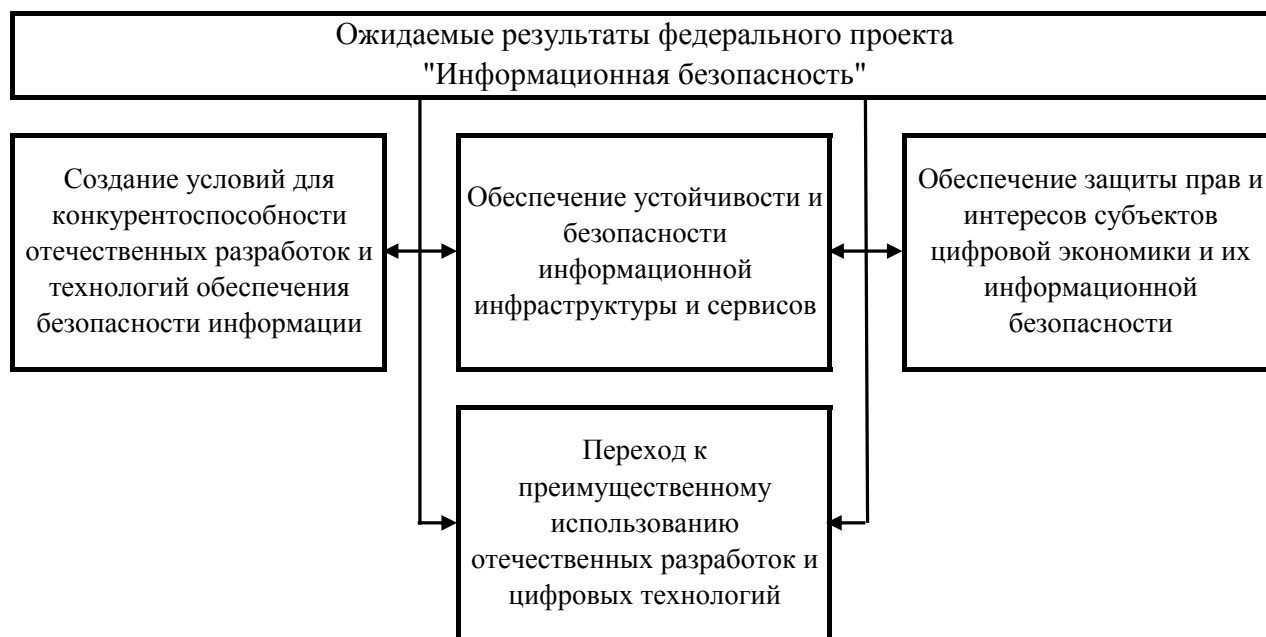 Ожидаемые результаты федерального проекта
"Информационная безопасность"
Создание условий для
конкурентоспособности
отечественных разработок и
технологий обеспечения
безопасности информации
Обеспечение устойчивости и
безопасности
информационной
инфраструктуры и сервисов
Обеспечение защиты прав и
интересов субъектов
цифровой экономики и их
информационной
безопасности
Переход к
преимущественному
использованию
отечественных разработок и
цифровых технологий